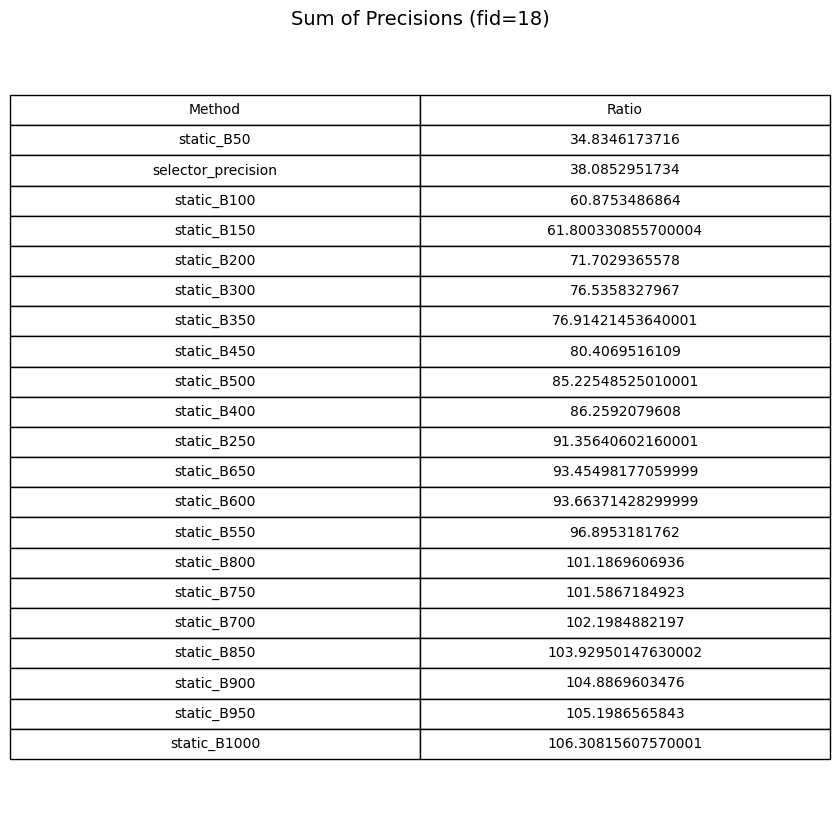 Sum of Precisions (fid=18)
Method Ratio
static_B50 34.8346173716
selector_precision 38.0852951734
static_B100 60.8753486864
static_B150 61.800330855700004
static_B200 71.7029365578
static_B300 76.5358327967
static_B350 76.91421453640001
static_B450 80.4069516109
static_B500 85.22548525010001
static_B400 86.2592079608
static_B250 91.35640602160001
static_B650 93.45498177059999
static_B600 93.66371428299999
static_B550 96.8953181762
static_B800 101.1869606936
static_B750 101.5867184923
static_B700 102.1984882197
static_B850 103.92950147630002
static_B900 104.8869603476
static_B950 105.1986565843
static_B1000 106.30815607570001